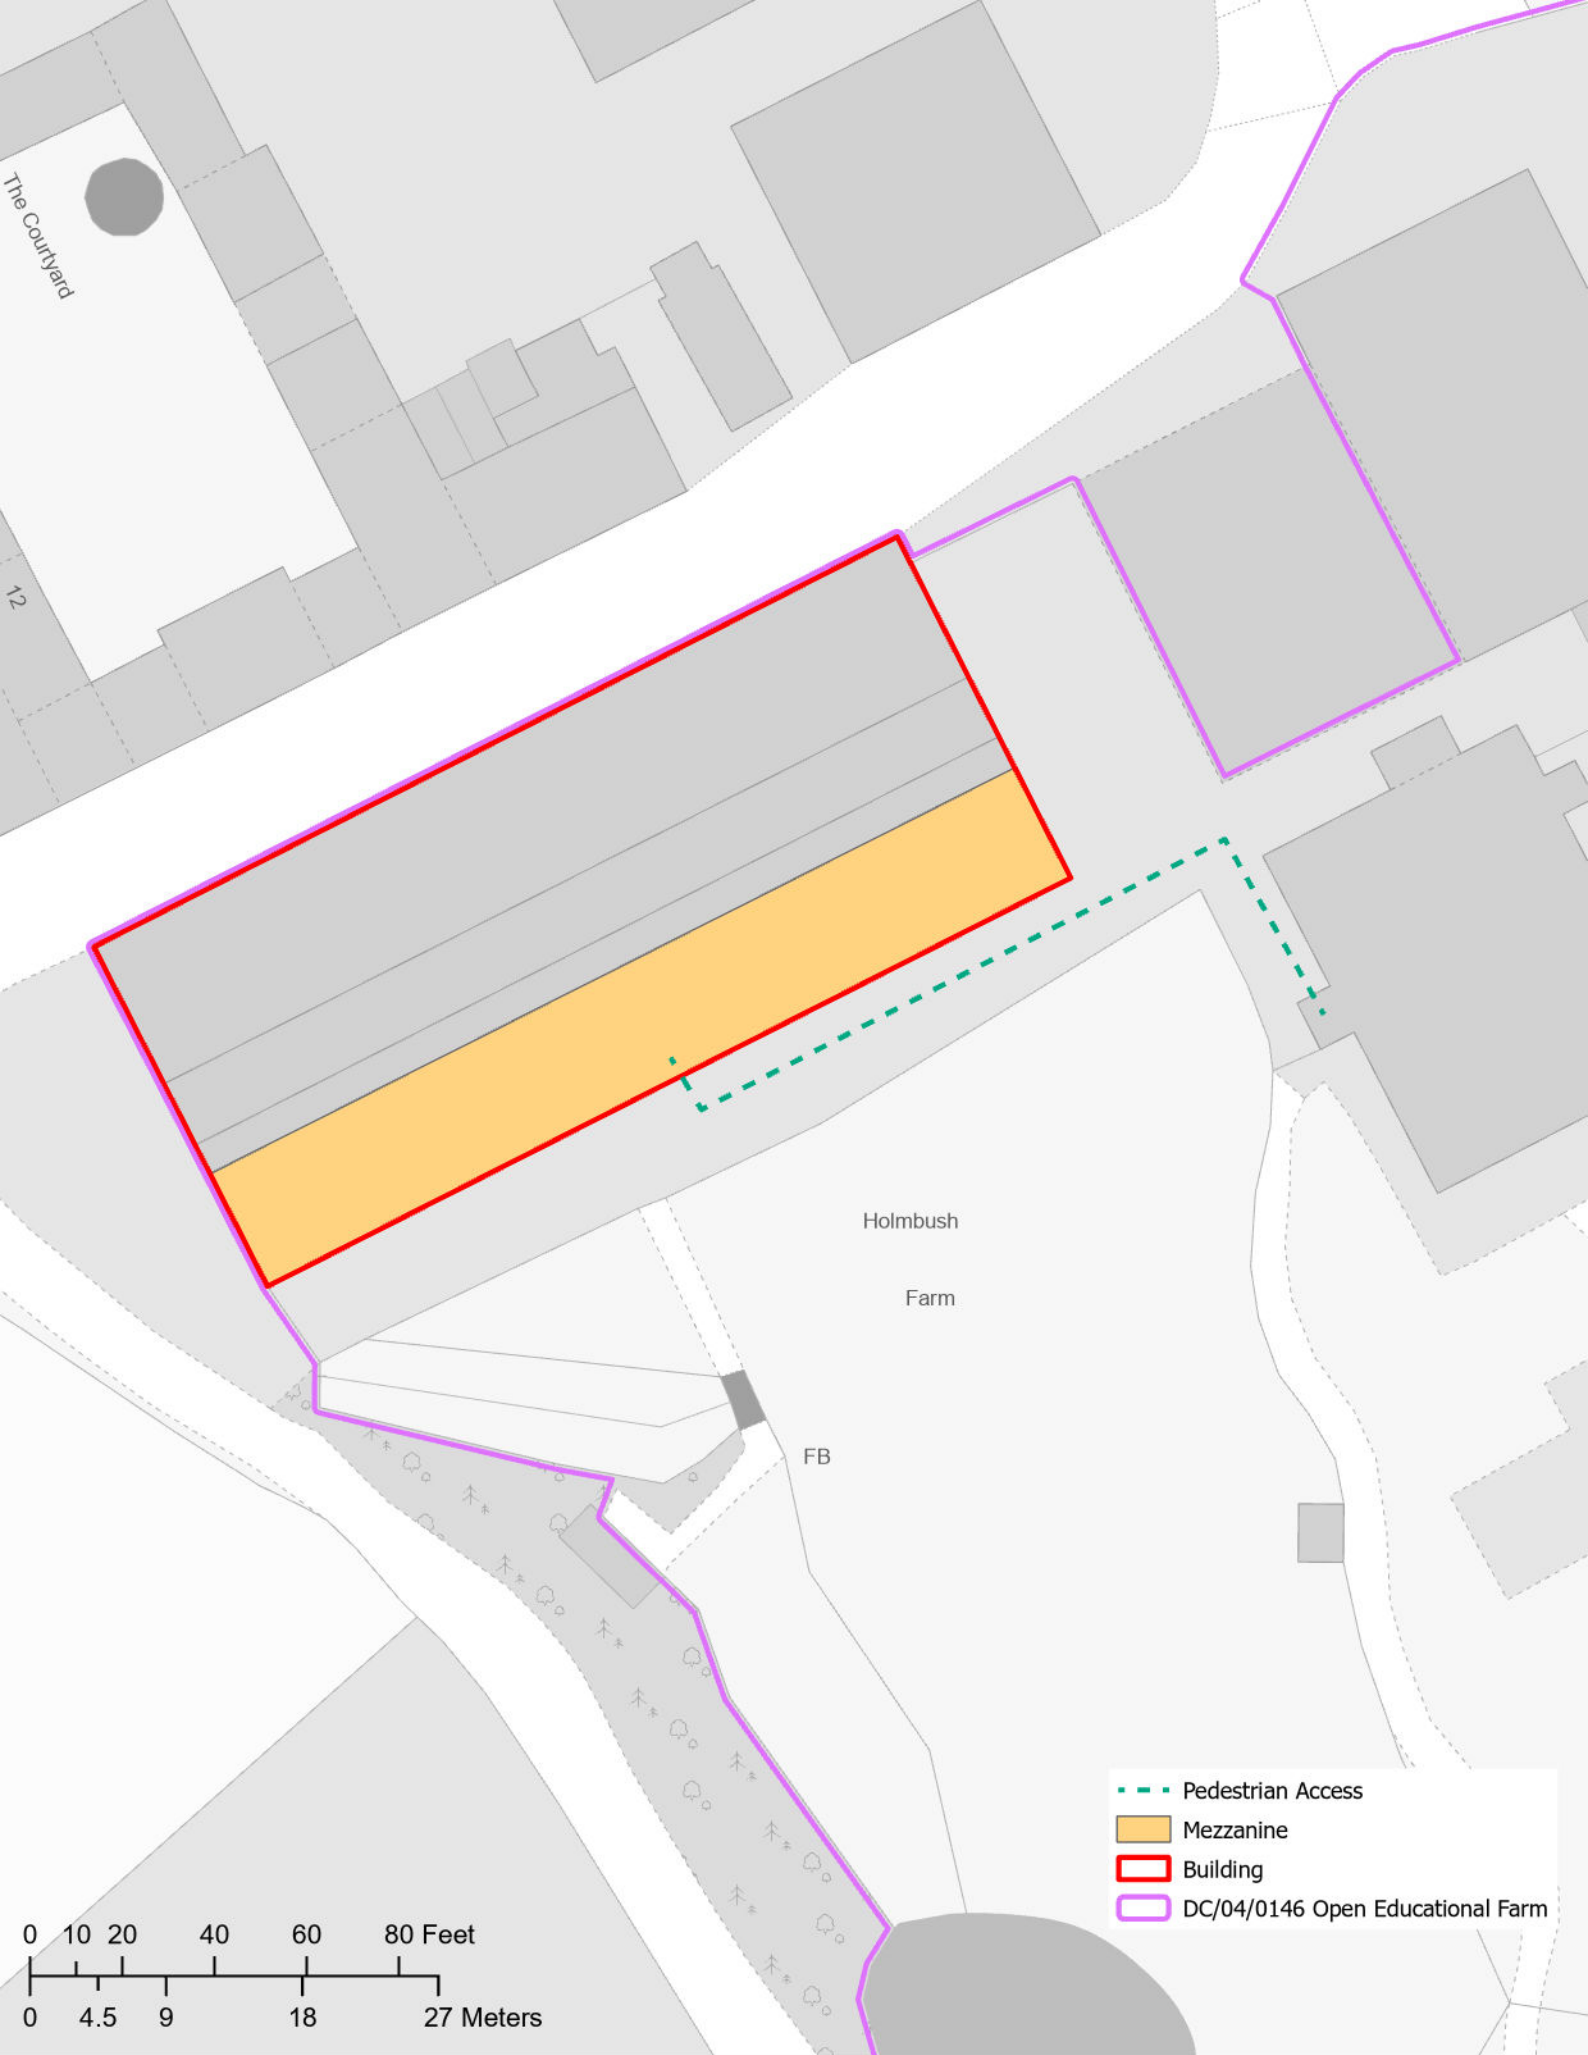 The Courtyard
12
Holmbush
Farm
FB
Pedestrian Access
Mezzanine
Building
DC/04/0146 Open Educational Farm
0 10 20 40 60 80 Feet
0 4.5 9 18 27 Meters